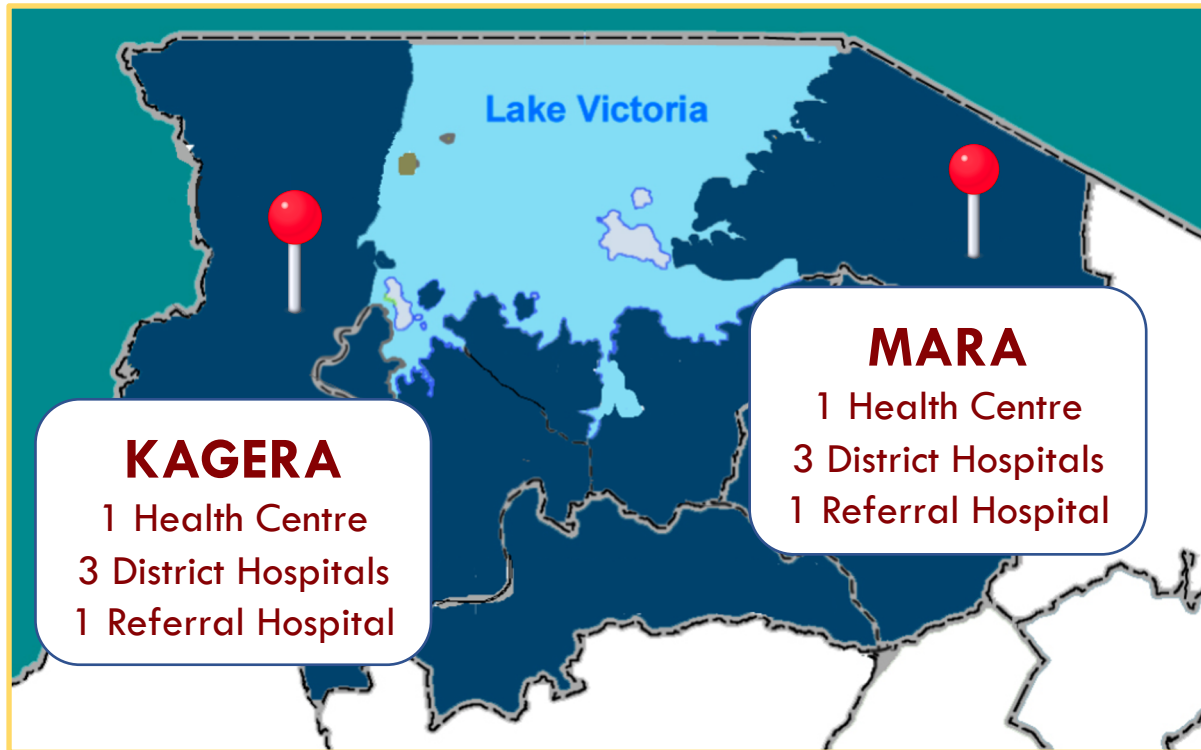 Lake Victoria
MARA
1 Health Centre
3 District Hospitals
1 Referral Hospital
KAGERA
1 Health Centre
3 District Hospitals
1 Referral Hospital